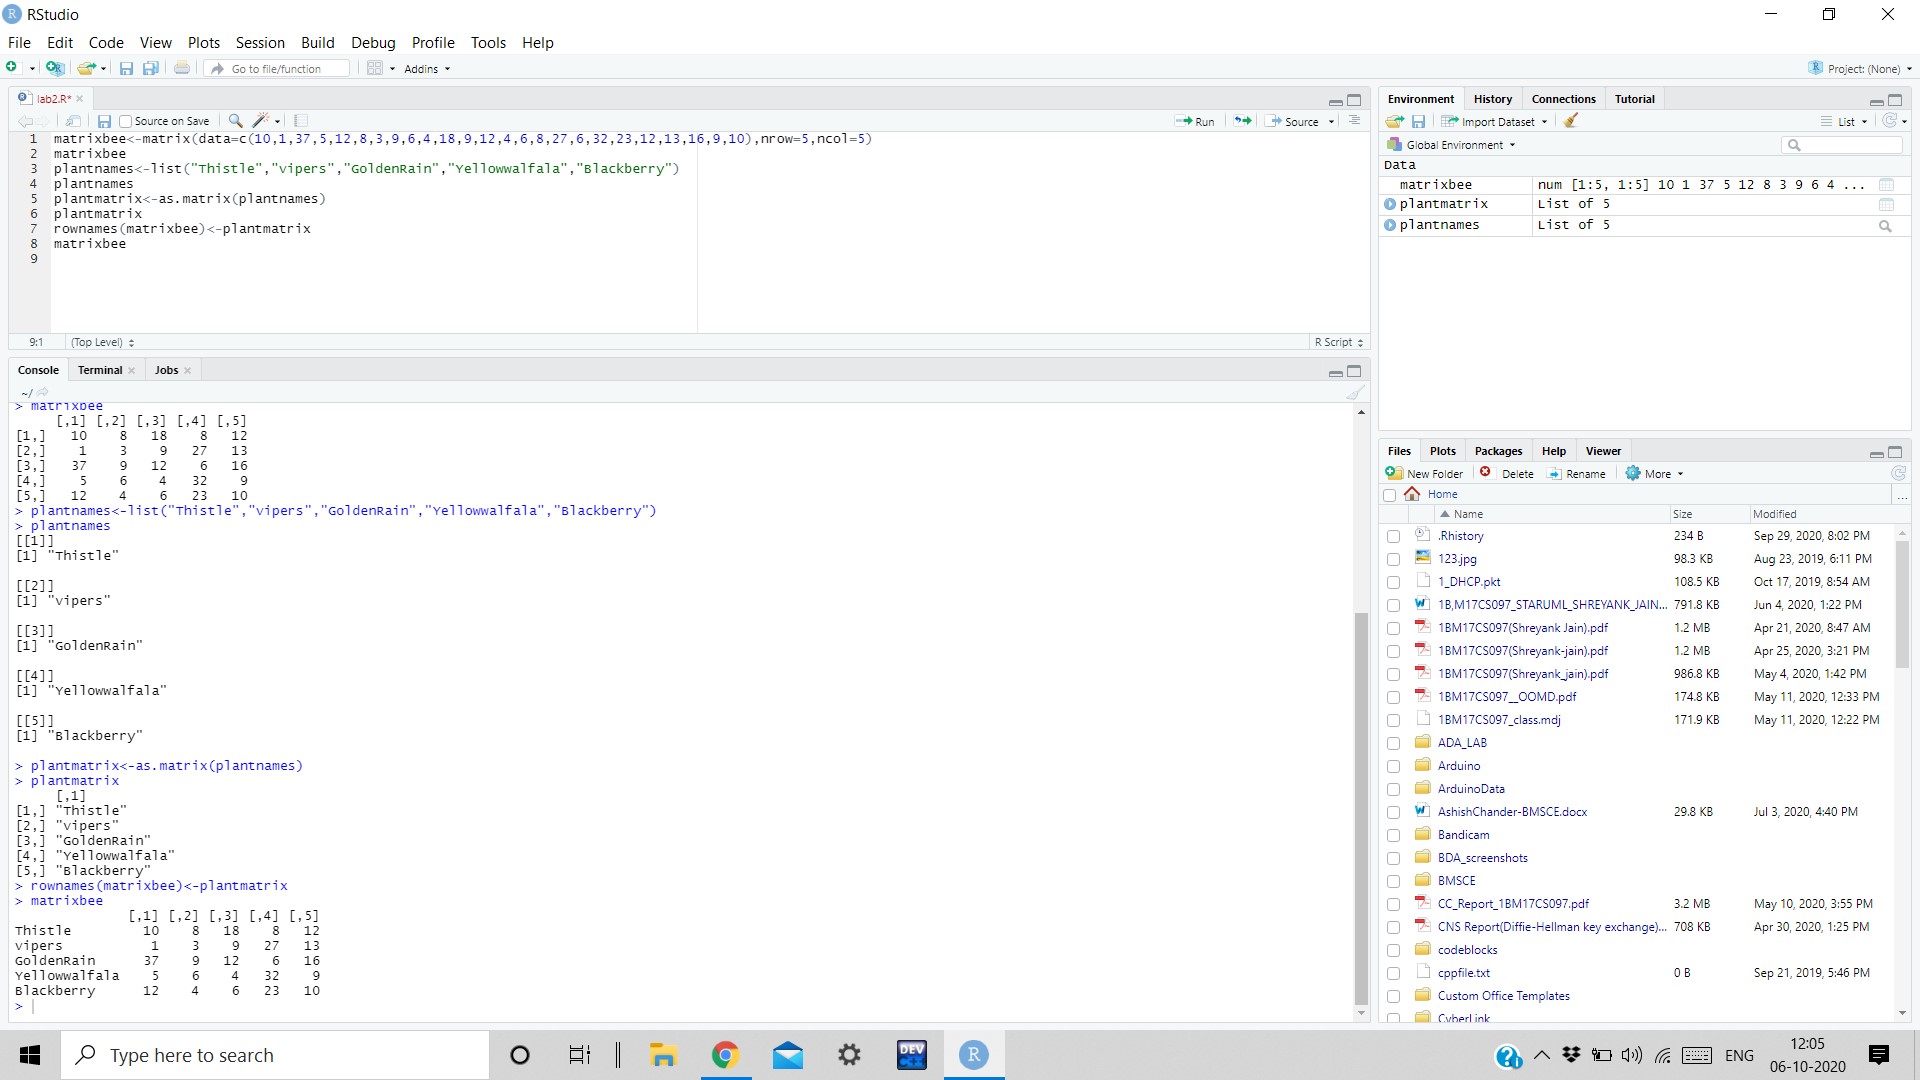 RStudio
File Edit Code View Plots Session Build Debug Profile Tools Help
Go to file/function Addins Project: (None)
lab2.R*
Source on Save Run Source
1 matrixbee<-matrix(data=c(10,1,37,5,12,8,3,9,6,4,18,9,12,4,6,8,27,6,32,23,12,13,16,9,10),nrow=5,ncol=5)
2 matrixbee
3 plantnames<-list("Thistle","vipers","GoldenRain","Yellowwalfala","Blackberry")
4 plantnames
5 plantmatrix<-as.matrix(plantnames)
6 plantmatrix
7 rownames(matrixbee)<-plantmatrix
8 matrixbee
9
9:1 (Top Level) R Script
Console Terminal Jobs
~/
> matrixbee
[,1] [,2] [,3] [,4] [,5]
[1,] 10 8 18 8 12
[2,] 1 3 9 27 13
[3,] 37 9 12 6 16
[4,] 5 6 4 32 9
[5,] 12 4 6 23 10
> plantnames<-list("Thistle","vipers","GoldenRain","Yellowwalfala","Blackberry")
> plantnames
[[1]]
[1] "Thistle"
[[2]]
[1] "vipers"
[[3]]
[1] "GoldenRain"
[[4]]
[1] "Yellowwalfala"
[[5]]
[1] "Blackberry"
> plantmatrix<-as.matrix(plantnames)
> plantmatrix
[,1]
[1,] "Thistle"
[2,] "vipers"
[3,] "GoldenRain"
[4,] "Yellowwalfala"
[5,] "Blackberry"
> rownames(matrixbee)<-plantmatrix
> matrixbee
[,1] [,2] [,3] [,4] [,5]
Thistle 10 8 18 8 12
vipers 1 3 9 27 13
GoldenRain 37 9 12 6 16
Yellowwalfala 5 6 4 32 9
Blackberry 12 4 6 23 10
>
Environment History Connections Tutorial
Import Dataset List
Global Environment
Data
matrixbee num [1:5, 1:5] 10 1 37 5 12 8 3 9 6 4 ...
plantmatrix List of 5
plantnames List of 5
Files Plots Packages Help Viewer
New Folder Delete Rename More
Home ...
Name Size Modified
.Rhistory 234 B Sep 29, 2020, 8:02 PM
123.jpg 98.3 KB Aug 23, 2019, 6:11 PM
1_DHCP.pkt 108.5 KB Oct 17, 2019, 8:54 AM
1B,M17CS097_STARUML_SHREYANK_JAIN... 791.8 KB Jun 4, 2020, 1:22 PM
1BM17CS097(Shreyank Jain).pdf 1.2 MB Apr 21, 2020, 8:47 AM
1BM17CS097(Shreyank-jain).pdf 1.2 MB Apr 25, 2020, 3:21 PM
1BM17CS097(Shreyank_jain).pdf 986.8 KB May 4, 2020, 1:42 PM
1BM17CS097__OOMD.pdf 174.8 KB May 11, 2020, 12:33 PM
1BM17CS097_class.mdj 171.9 KB May 11, 2020, 12:22 PM
ADA_LAB
Arduino
ArduinoData
AshishChander-BMSCE.docx 29.8 KB Jul 3, 2020, 4:40 PM
Bandicam
BDA_screenshots
BMSCE
CC_Report_1BM17CS097.pdf 3.2 MB May 10, 2020, 3:55 PM
CNS Report(Diffie-Hellman key exchange)... 708 KB Apr 30, 2020, 1:25 PM
codeblocks
cppfile.txt 0 B Sep 21, 2019, 5:46 PM
Custom Office Templates
CyberLink
Type here to search DEV C++ R ENG 12:05
06-10-2020